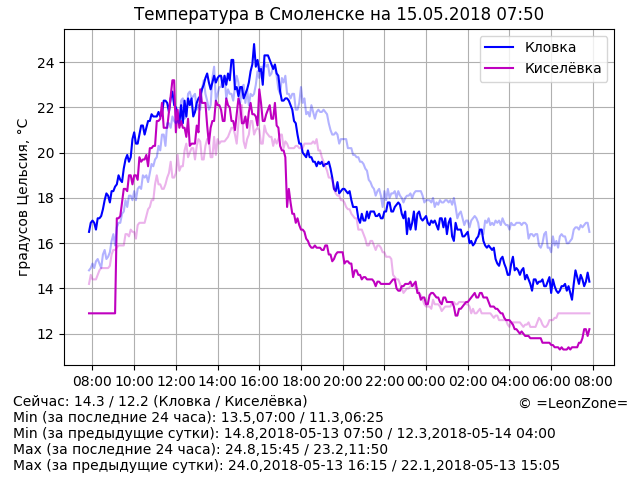 Температура в Смоленске на 15.05.2018 07:50
Кловка
Киселёвка
градусов Цельсия, °C
24
22
20
18
16
14
12
08:00 10:00 12:00 14:00 16:00 18:00 20:00 22:00 00:00 02:00 04:00 06:00 08:00
Сейчас: 14.3 / 12.2 (Кловка / Киселёвка)
© =LeonZone=
Min (за последние 24 часа): 13.5,07:00 / 11.3,06:25
Min (за предыдущие сутки): 14.8,2018-05-13 07:50 / 12.3,2018-05-14 04:00
Max (за последние 24 часа): 24.8,15:45 / 23.2,11:50
Max (за предыдущие сутки): 24.0,2018-05-13 16:15 / 22.1,2018-05-13 15:05